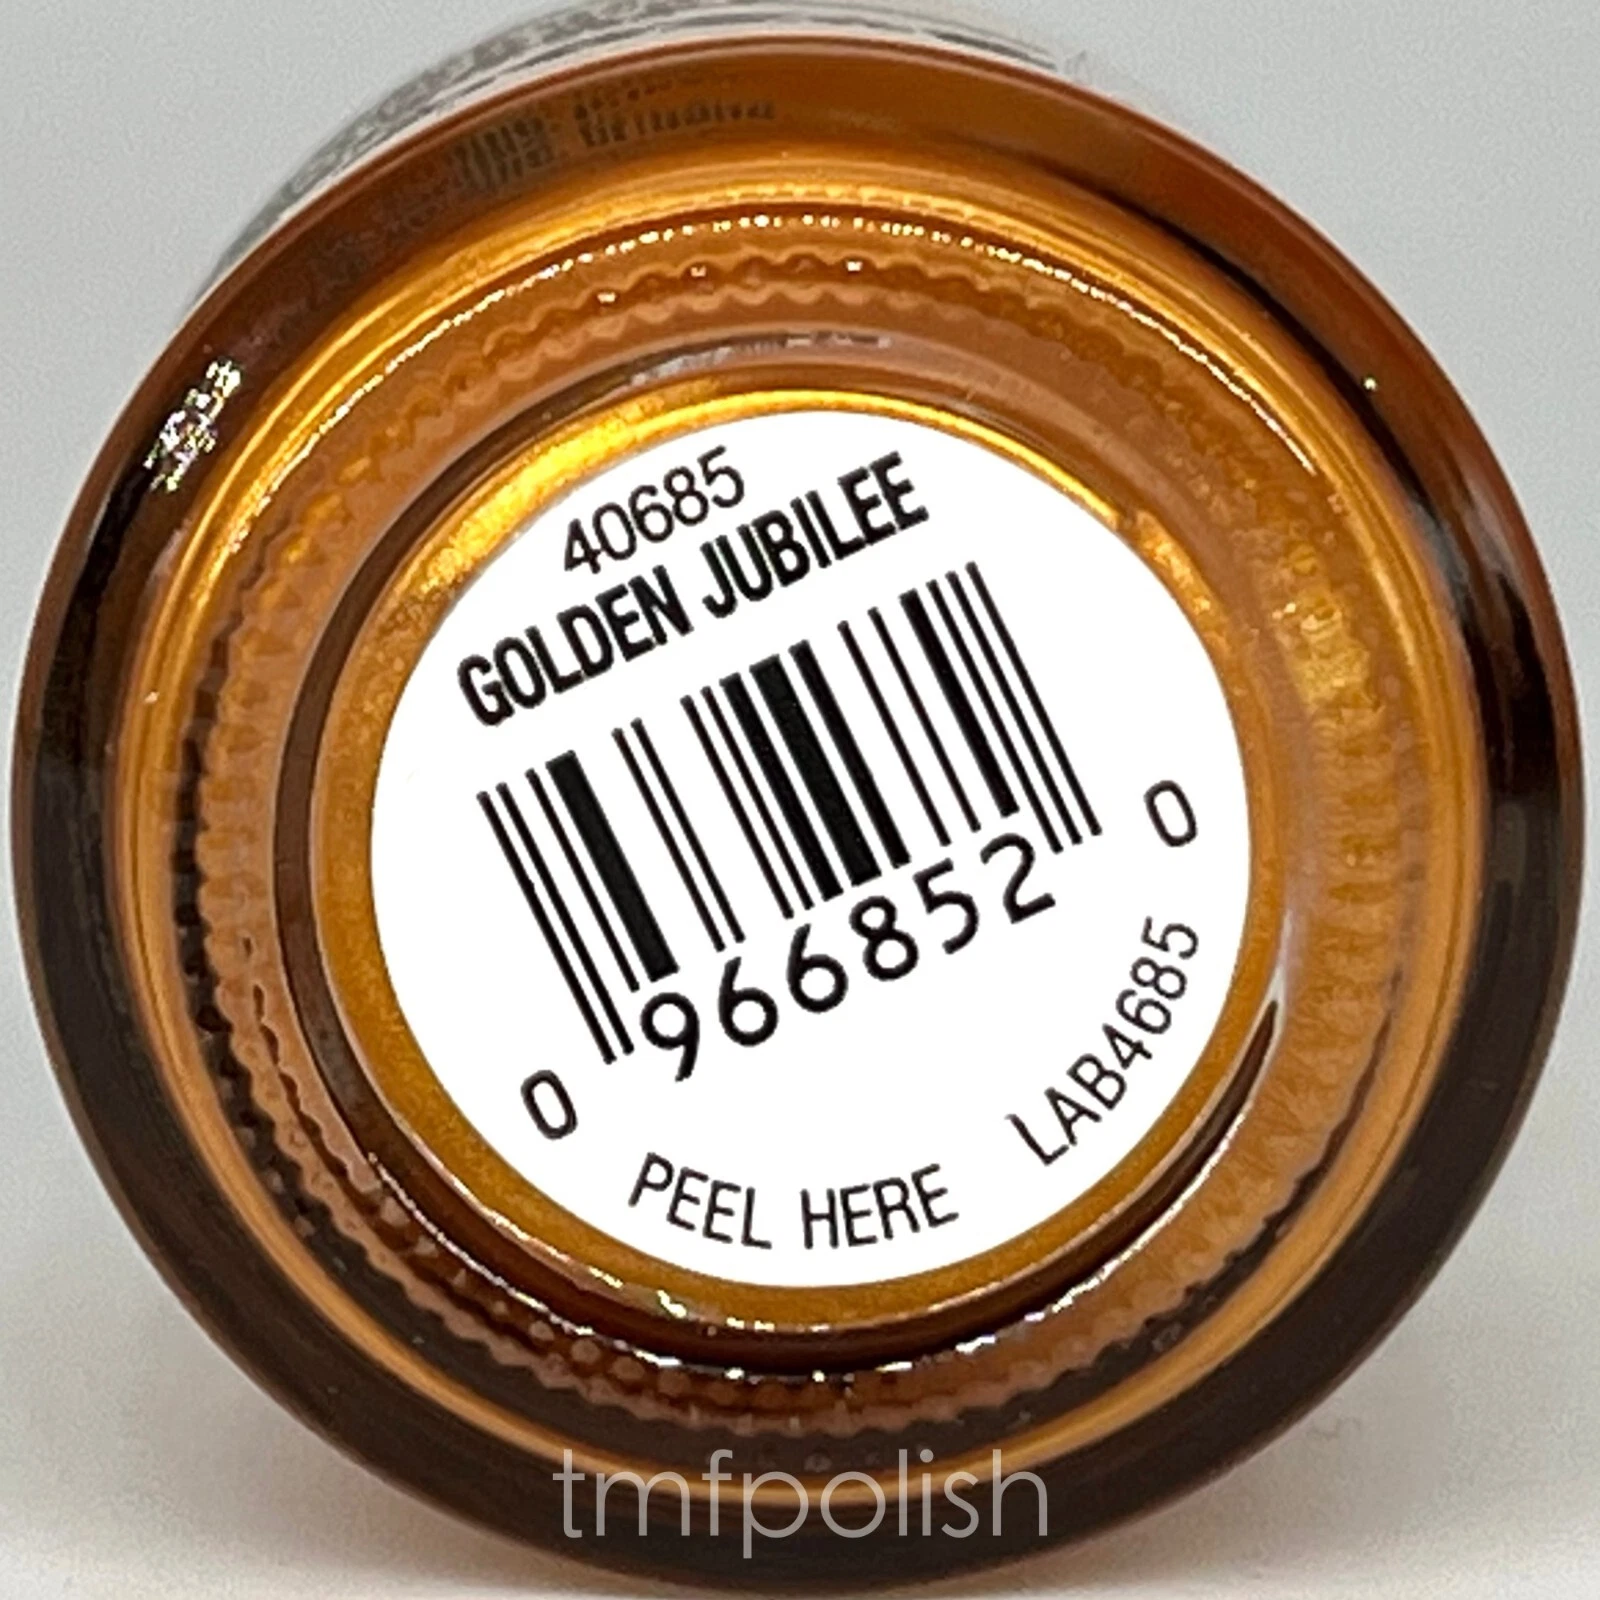 40685
GOLDEN JUBILEE
0 966852 0
PEEL HERE LAB4685
tmfpolish